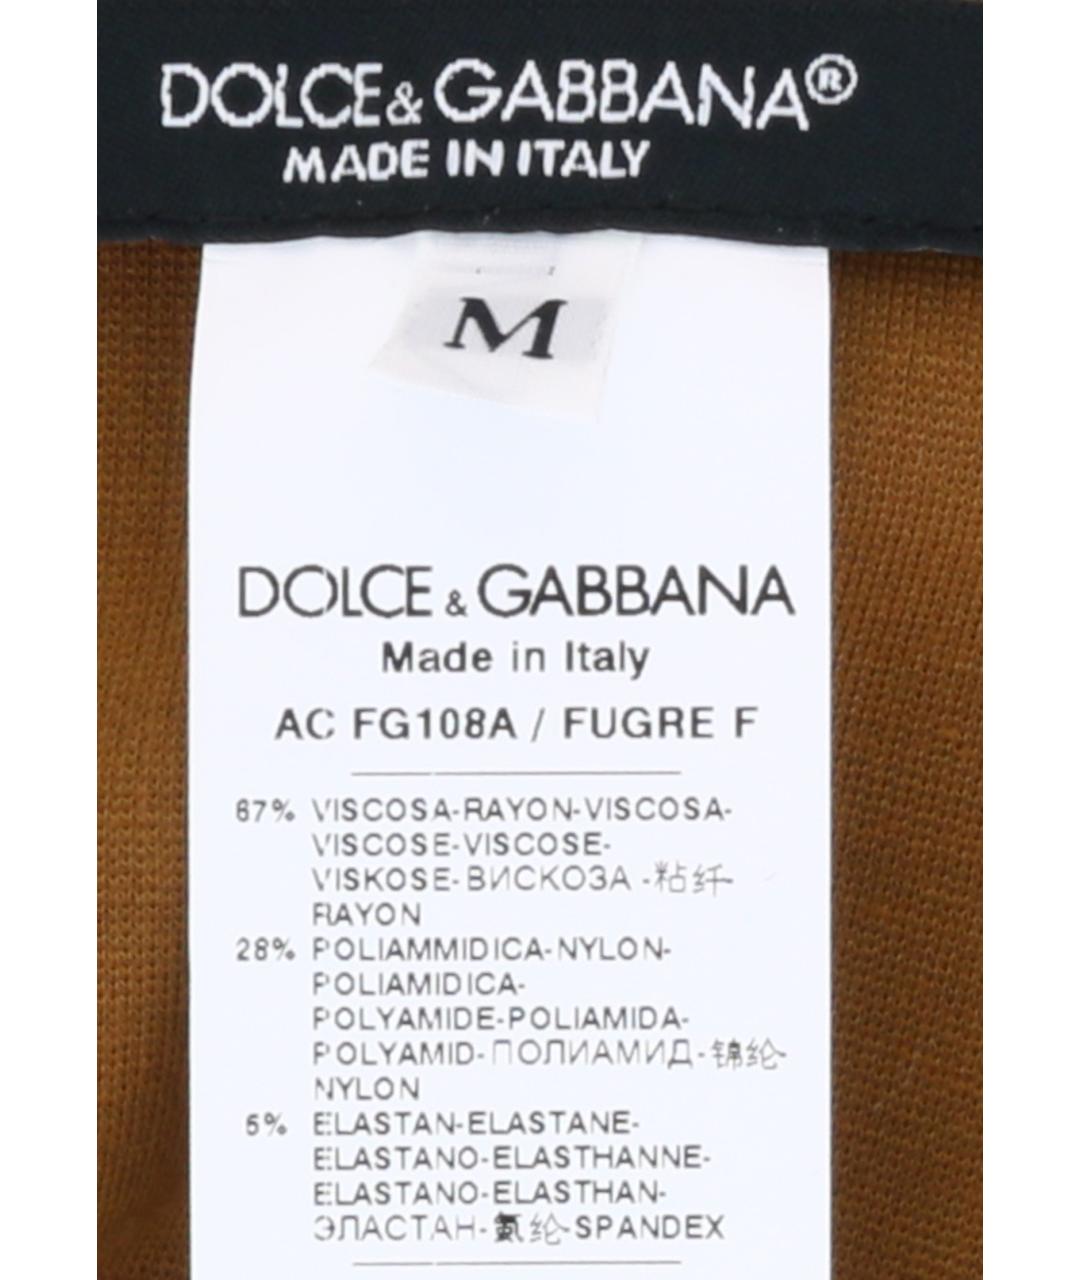 DOLCE&GABBANA®
MADE IN ITALY
M
DOLCE & GABBANA
Made in Italy
AC FG108A / FUGRE F
67% VISCOSA-RAYON-VISCOSA-
VISCOSE-VISCOSE-
VISKOSE-ВИСКОЗА -粘纤-
RAYON
28% POLIAMMIDICA-NYLON-
POLIAMIDICA-
POLYAMIDE-POLIAMIDA-
POLYAMID-ПОЛИАМИД-锦纶-
NYLON
5% ELASTAN-ELASTANE-
ELASTANO-ELASTHANNE-
ELASTANO-ELASTHAN-
ЭЛАСТАН-氨纶-SPANDEX